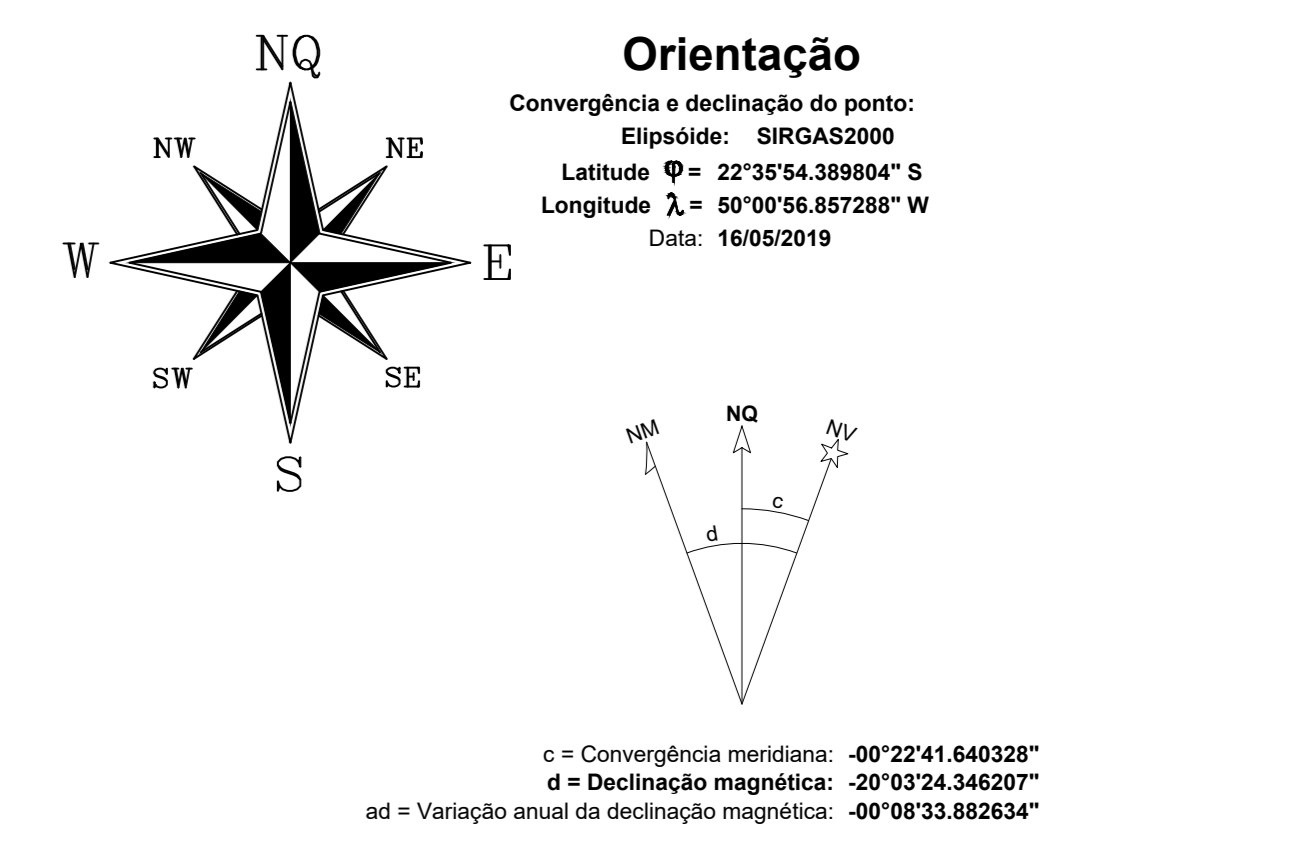 NQ
NW
NE
W
E
SW
SE
S
Orientação
Convergência e declinação do ponto:
Elipsóide: SIRGAS2000
Latitude φ = 22°35'54.389804" S
Longitude λ = 50°00'56.857288" W
Data: 16/05/2019
NM
NQ
NV
c
d
c = Convergência meridiana: -00°22'41.640328"
d = Declinação magnética: -20°03'24.346207"
ad = Variação anual da declinação magnética: -00°08'33.882634"